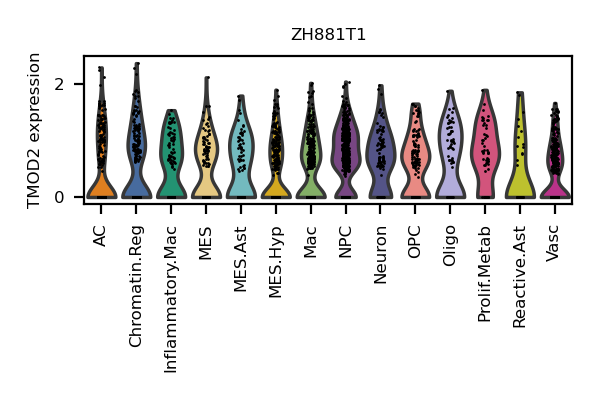 ZH881T1
TMOD2 expression
2
0
AC
Chromatin.Reg
Inflammatory.Mac
MES
MES.Ast
MES.Hyp
Mac
NPC
Neuron
OPC
Oligo
Prolif.Metab
Reactive.Ast
Vasc